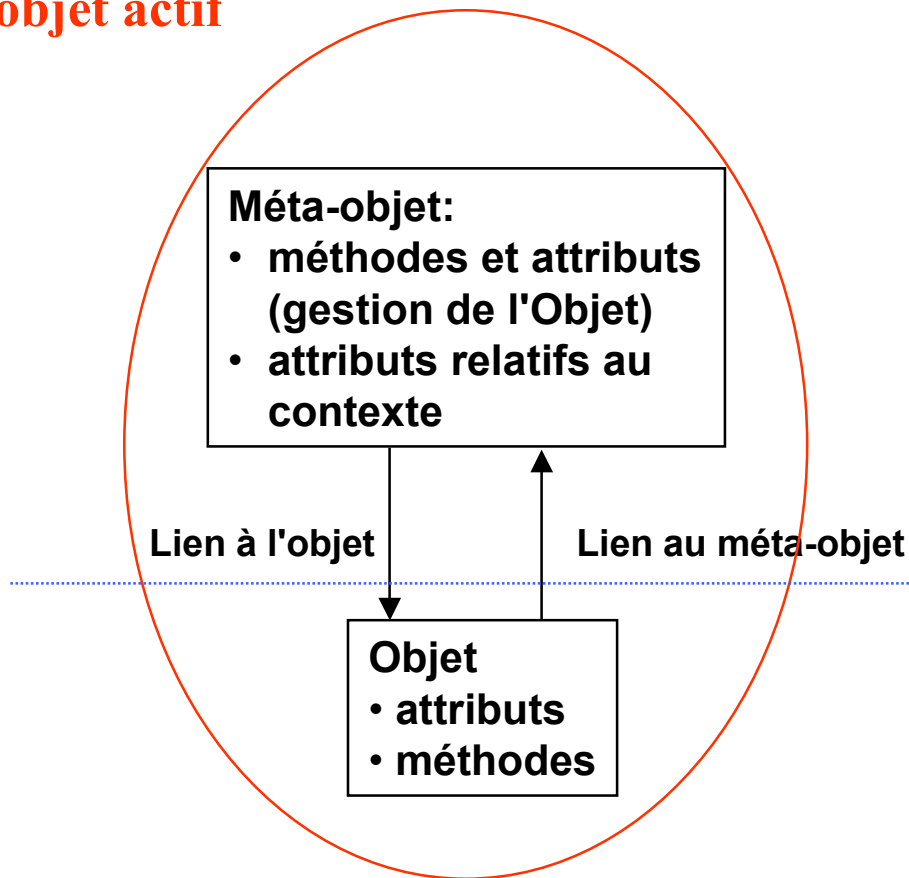 objet actif
Méta-objet:
• méthodes et attributs
(gestion de l'Objet)
• attributs relatifs au
contexte
Lien à l'objet
Lien au méta-objet
Objet
• attributs
• méthodes